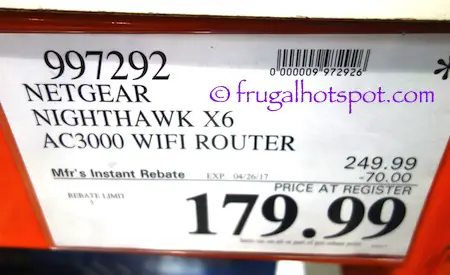 997292
0 000009 972926
*
NETGEAR
© frugalhotspot.com
NIGHTHAWK X6
AC3000 WIFI ROUTER
249.99
Mfr's Instant Rebate EXP. 04/26/17 -70.00
PRICE AT REGISTER
REBATE LIMIT
179.99